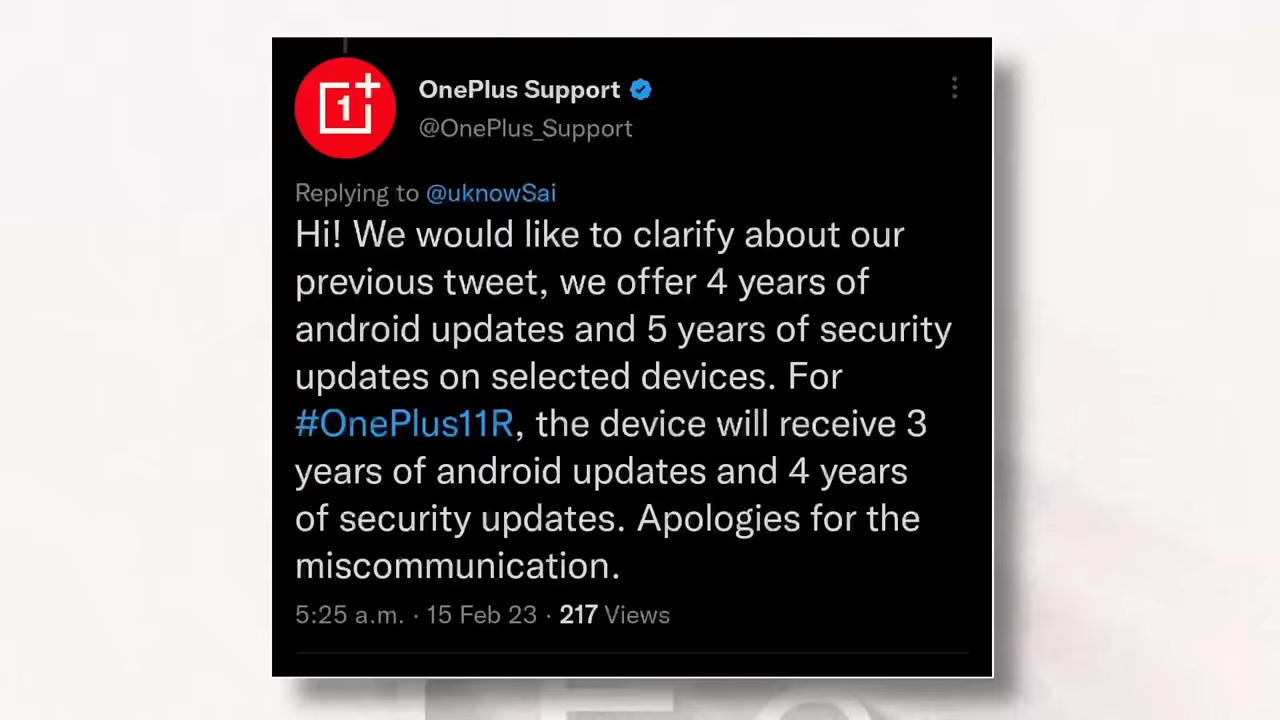 OnePlus Support
@OnePlus_Support
Replying to @uknowSai
Hi! We would like to clarify about our
previous tweet, we offer 4 years of
android updates and 5 years of security
updates on selected devices. For
#OnePlus11R, the device will receive 3
years of android updates and 4 years
of security updates. Apologies for the
miscommunication.
5:25 a.m. · 15 Feb 23 · 217 Views